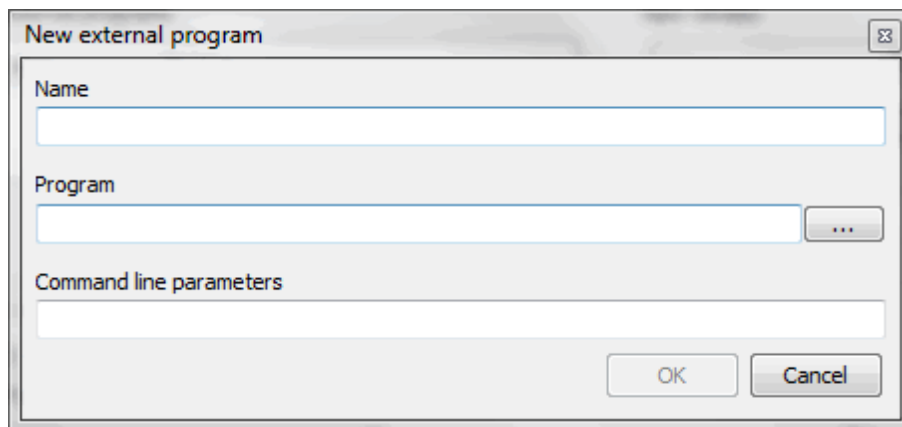 New external program
Name
Program
...
Command line parameters
OK Cancel